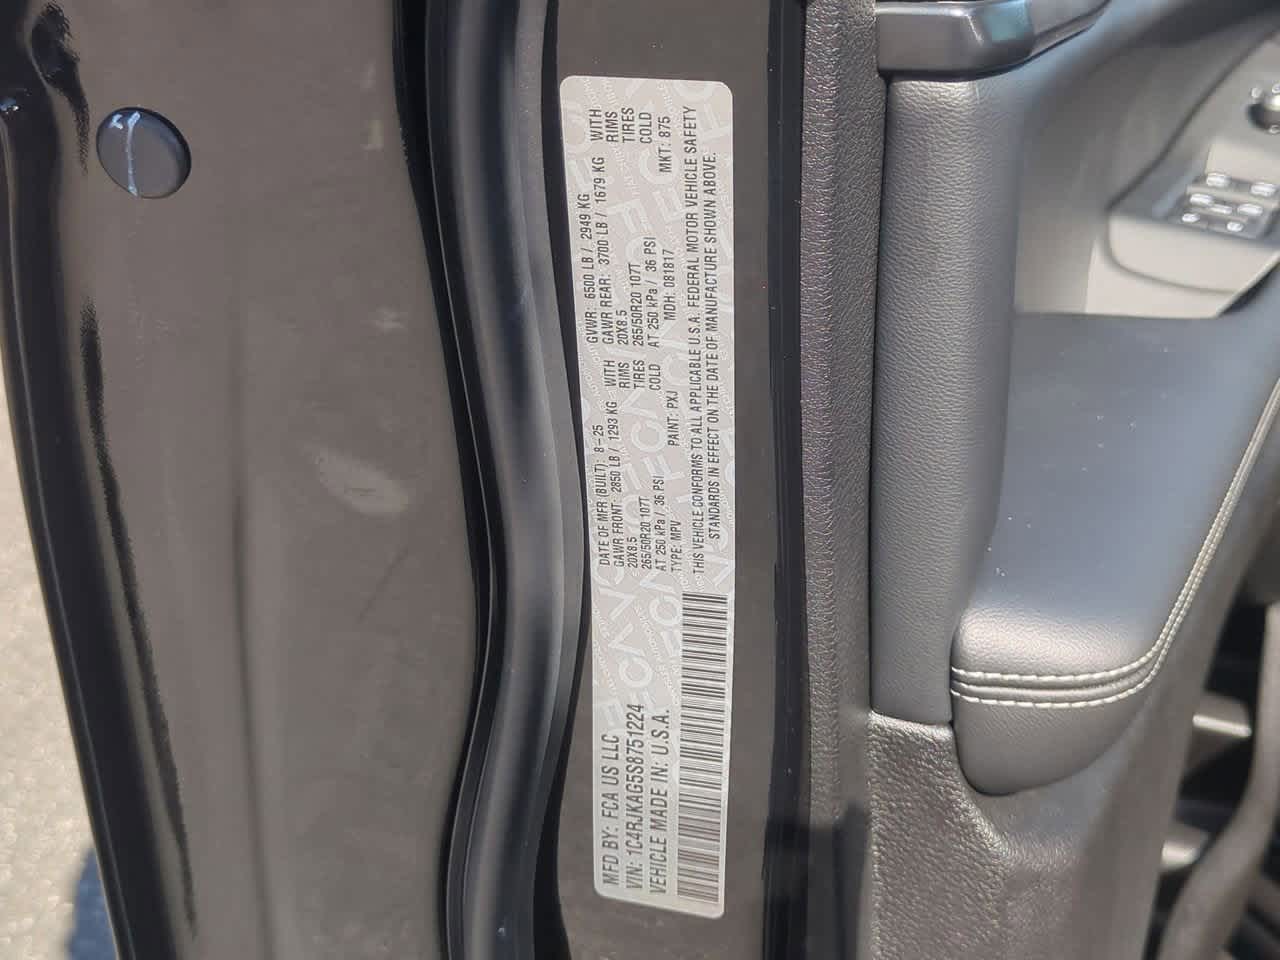 MFD BY: FCA US LLC
VIN: 1C4RJKAG5S8751224
VEHICLE MADE IN: U.S.A.
DATE OF MFR (BUILT): 8-25 GVWR: 6500 LB / 2949 KG
GAWR FRONT: 2850 LB / 1293 KG WITH GAWR REAR: 3700 LB / 1679 KG WITH
20X8.5 RIMS 20X8.5 RIMS
265/50R20 107T TIRES 265/50R20 107T TIRES
AT 250 kPa / 36 PSI COLD AT 250 kPa / 36 PSI COLD
TYPE: MPV PAINT: PXJ MDH: 081817 MKT: 875
THIS VEHICLE CONFORMS TO ALL APPLICABLE U.S.A. FEDERAL MOTOR VEHICLE SAFETY
STANDARDS IN EFFECT ON THE DATE OF MANUFACTURE SHOWN ABOVE.